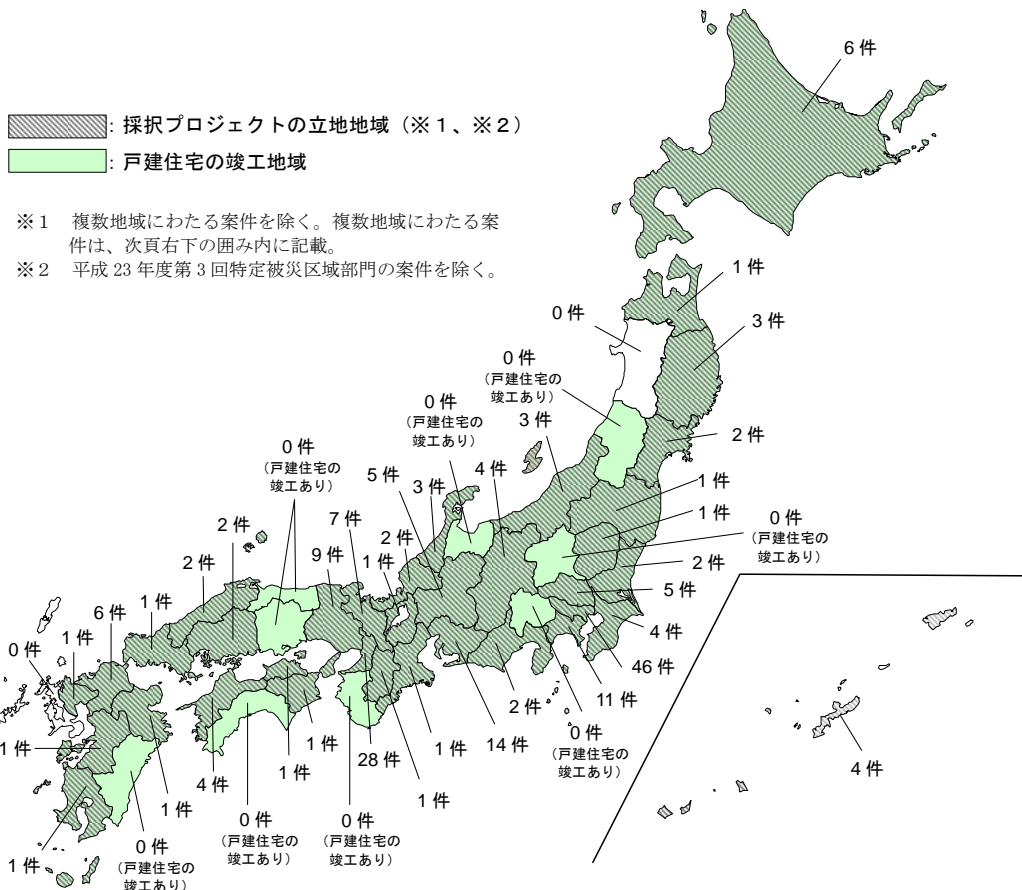 6 件
：採択プロジェクトの立地地域（※１、※２）
：戸建住宅の竣工地域
※１　複数地域にわたる案件を除く。複数地域にわたる案
件は、次頁右下の囲み内に記載。
※２　平成 23 年度第 3 回特定被災区域部門の案件を除く。
1 件
0 件
3 件
0 件
（戸建住宅の
竣工あり）
0 件
（戸建住宅の
竣工あり）
3 件
2 件
0 件
（戸建住宅の
竣工あり）
5 件
4 件
3 件
1 件
1 件
0 件
（戸建住宅の
竣工あり）
2 件
7 件
2 件
9 件
1 件
2 件
2 件
5 件
6 件
1 件
4 件
1 件
0 件
46 件
11 件
2 件
0 件
（戸建住宅の
竣工あり）
14 件
1 件
1 件
28 件
1 件
1 件
4 件
1 件
1 件
0 件
（戸建住宅の
竣工あり）
0 件
（戸建住宅の
竣工あり）
0 件
（戸建住宅の
竣工あり）
1 件
4 件